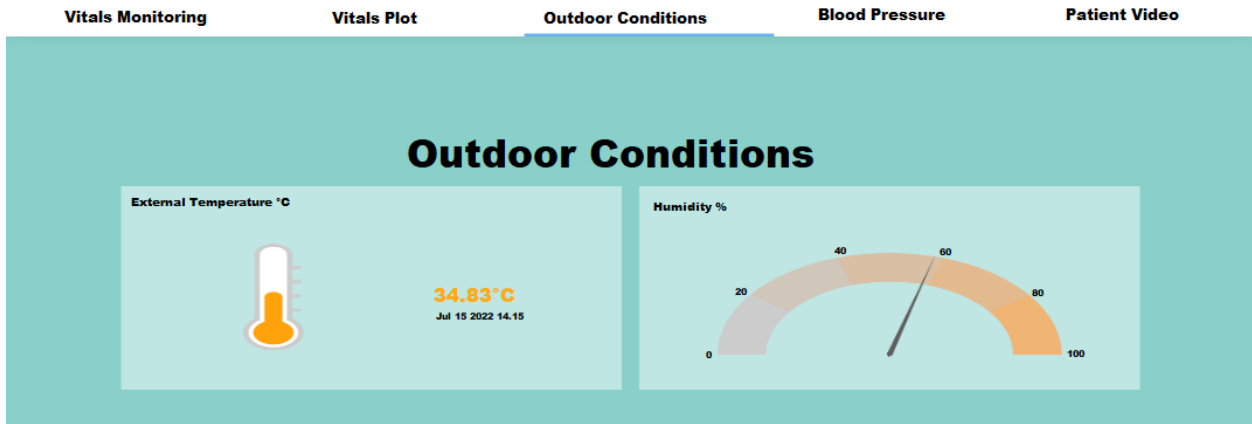 Vitals Monitoring Vitals Plot Outdoor Conditions Blood Pressure Patient Video
Outdoor Conditions
External Temperature °C
34.83°C
Jul 15 2022 14.15
Humidity %
0
20
40
60
80
100